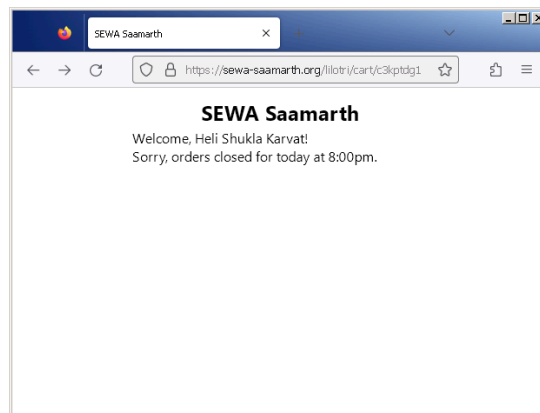 SEWA Saamarth
https://sewa-saamarth.org/lilotri/cart/c3kptdg1
SEWA Saamarth
Welcome, Heli Shukla Karvat!
Sorry, orders closed for today at 8:00pm.